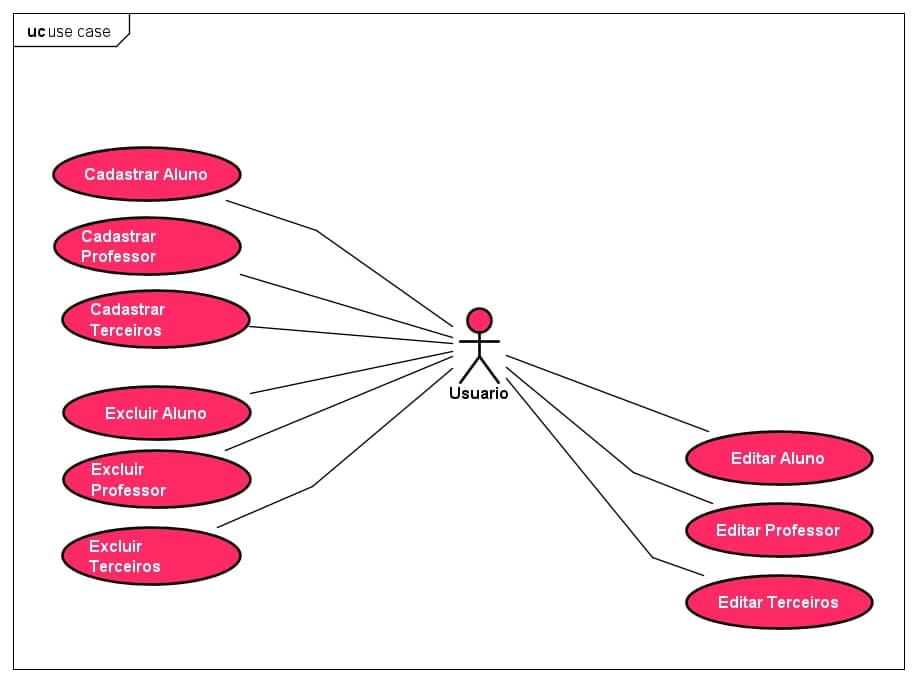 uc use case
Cadastrar Aluno
Cadastrar
Professor
Cadastrar
Terceiros
Excluir Aluno
Excluir
Professor
Excluir
Terceiros
Usuario
Editar Aluno
Editar Professor
Editar Terceiros